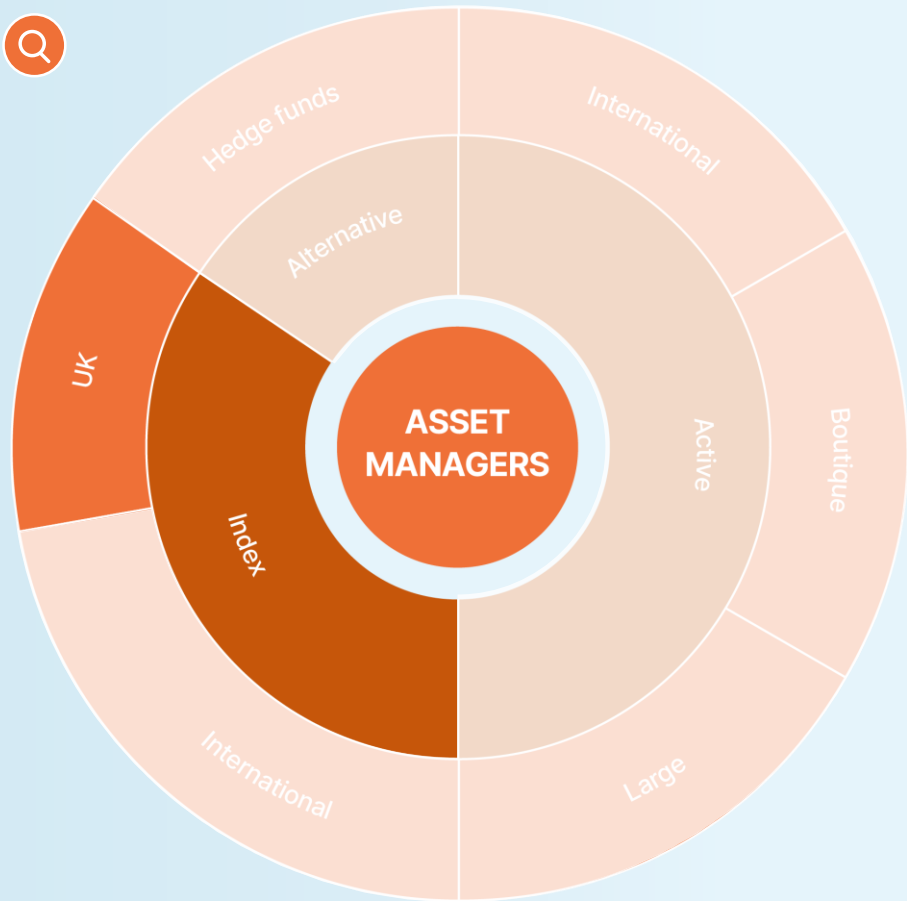 Hedge funds
International
Alternative
UK
ASSET
MANAGERS
Active
Boutique
Index
International
Large